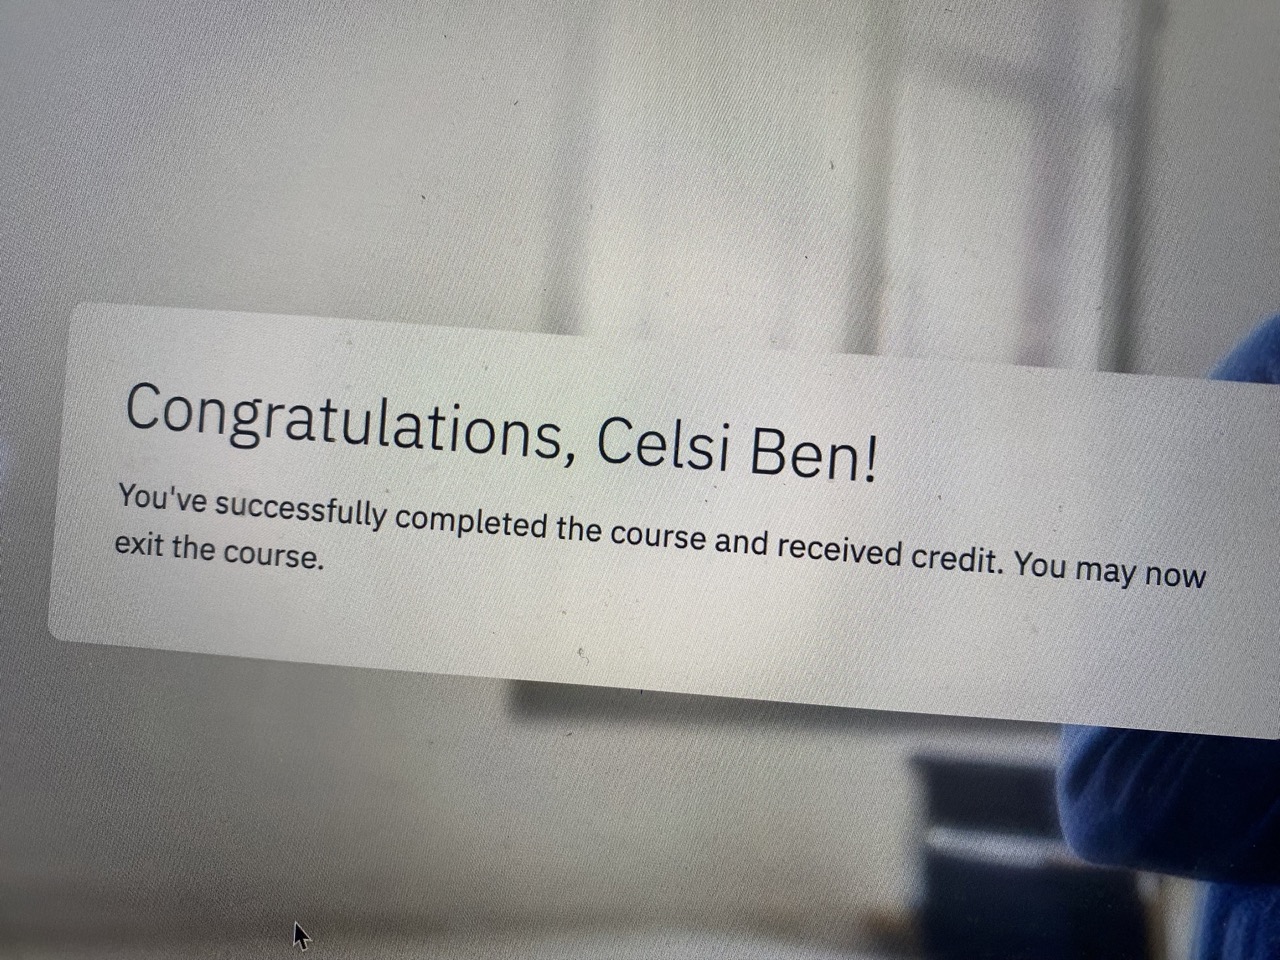 Congratulations, Celsi Ben!
You've successfully completed the course and received credit. You may now
exit the course.